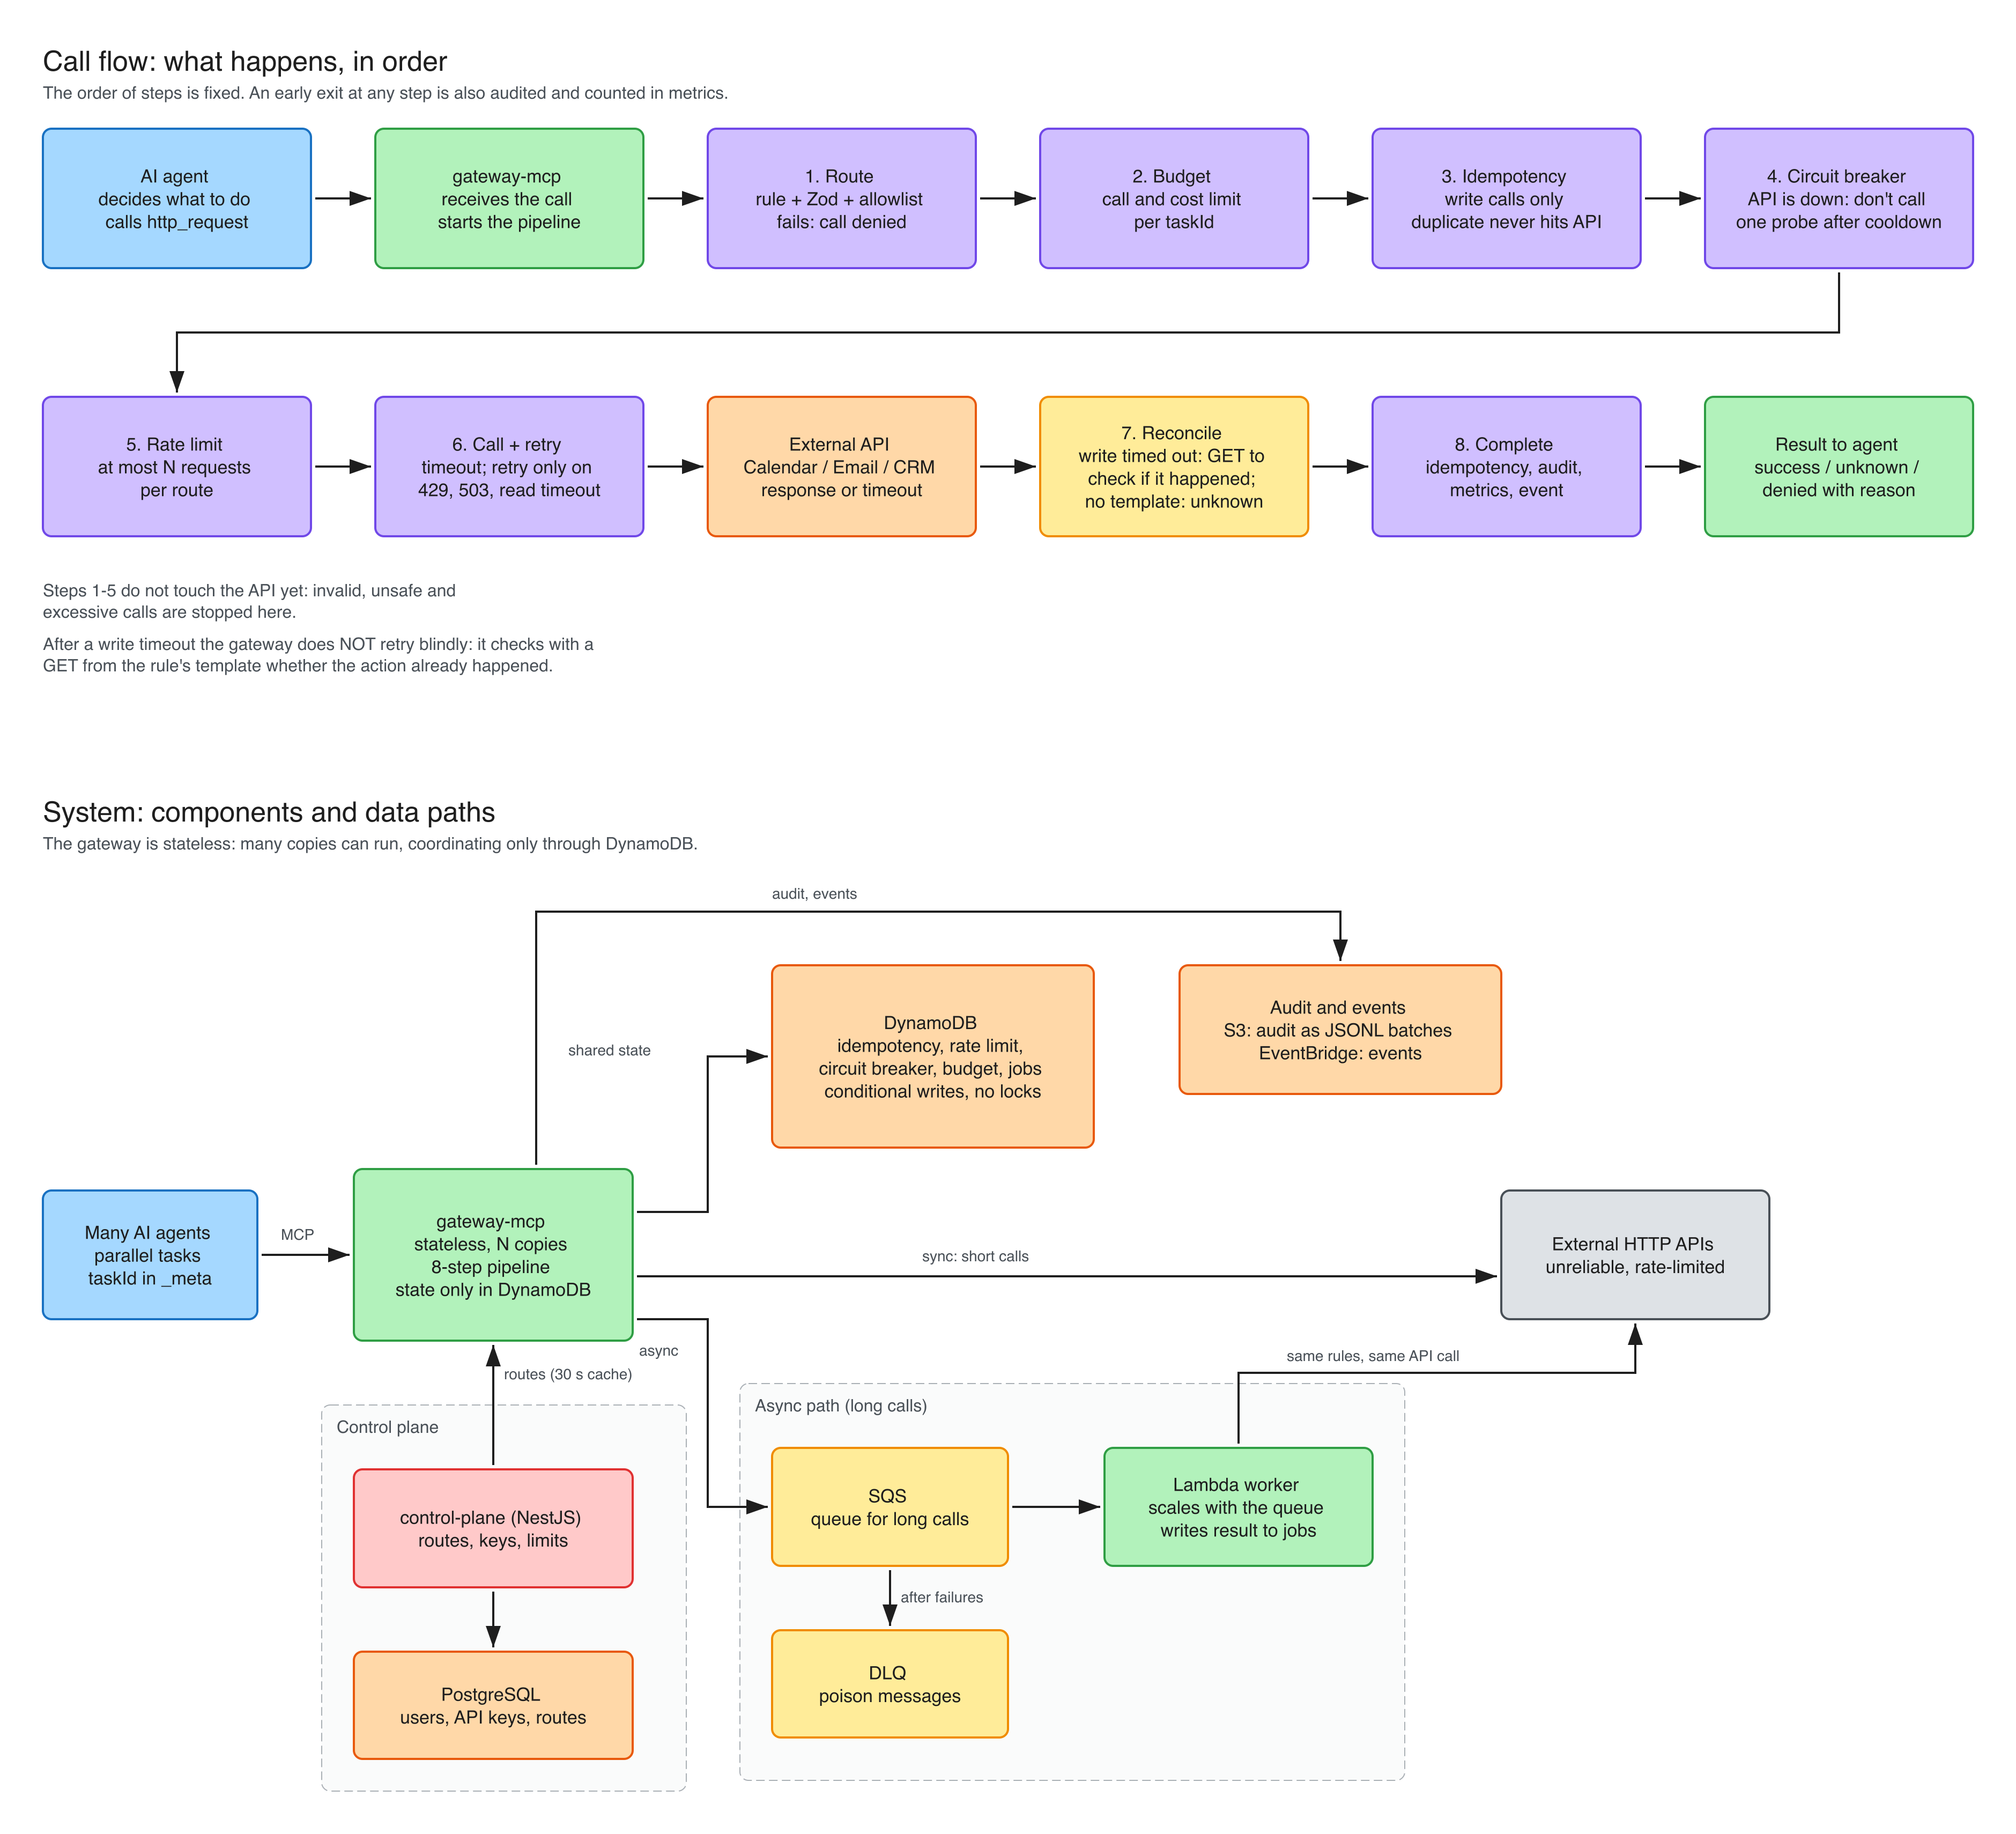 Call flow: what happens, in order
The order of steps is fixed. An early exit at any step is also audited and counted in metrics.
AI agent
decides what to do
calls http_request
gateway-mcp
receives the call
starts the pipeline
1. Route
rule + Zod + allowlist
fails: call denied
2. Budget
call and cost limit
per taskId
3. Idempotency
write calls only
duplicate never hits API
4. Circuit breaker
API is down: don't call
one probe after cooldown
5. Rate limit
at most N requests
per route
6. Call + retry
timeout; retry only on
429, 503, read timeout
External API
Calendar / Email / CRM
response or timeout
7. Reconcile
write timed out: GET to
check if it happened;
no template: unknown
8. Complete
idempotency, audit,
metrics, event
Result to agent
success / unknown /
denied with reason
Steps 1-5 do not touch the API yet: invalid, unsafe and
excessive calls are stopped here.
After a write timeout the gateway does NOT retry blindly: it checks with a
GET from the rule's template whether the action already happened.
System: components and data paths
The gateway is stateless: many copies can run, coordinating only through DynamoDB.
audit, events
shared state
DynamoDB
idempotency, rate limit,
circuit breaker, budget, jobs
conditional writes, no locks
Audit and events
S3: audit as JSONL batches
EventBridge: events
Many AI agents
parallel tasks
taskId in _meta
MCP
gateway-mcp
stateless, N copies
8-step pipeline
state only in DynamoDB
sync: short calls
External HTTP APIs
unreliable, rate-limited
async
routes (30 s cache)
same rules, same API call
Control plane
control-plane (NestJS)
routes, keys, limits
PostgreSQL
users, API keys, routes
Async path (long calls)
SQS
queue for long calls
Lambda worker
scales with the queue
writes result to jobs
after failures
DLQ
poison messages